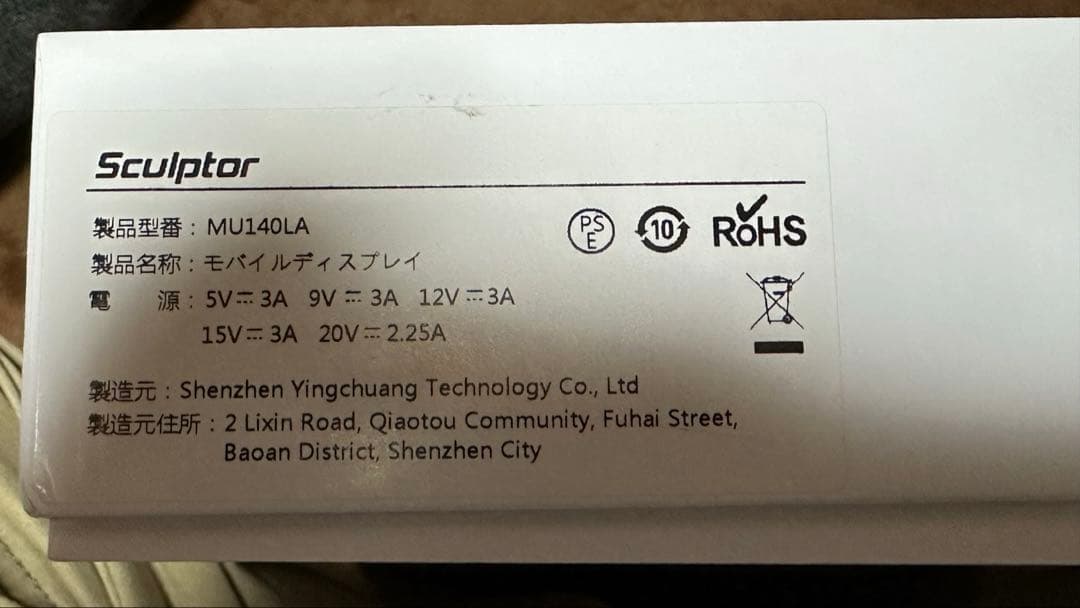 Sculptor
製品型番：MU140LA
製品名称：モバイルディスプレイ
電　　源：5V⎓3A 9V⎓3A 12V⎓3A
15V⎓3A 20V⎓2.25A
製造元：Shenzhen Yingchuang Technology Co., Ltd
製造元住所：2 Lixin Road, Qiaotou Community, Fuhai Street,
Baoan District, Shenzhen City
PS
E
10
RoHS